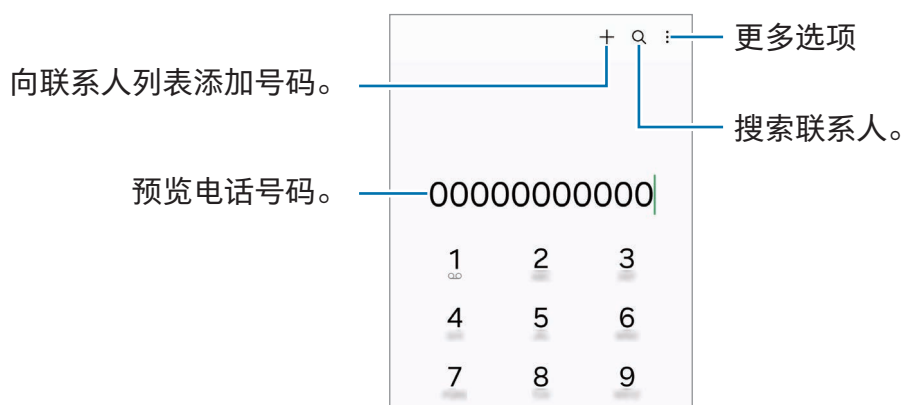 更多选项
向联系人列表添加号码。
搜索联系人。
预览电话号码。
00000000000
1 2 3
4 5 6
7 8 9